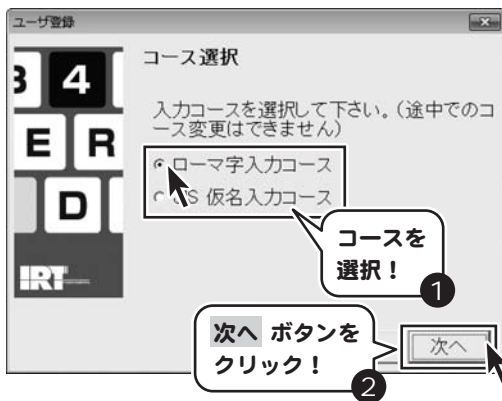 ユーザ登録
3 4
E R
D
IRT
コース選択
入力コースを選択して下さい。(途中でのコ
ース変更はできません)
ローマ字入力コース
JIS 仮名入力コース
コースを
選択!
1
次へ ボタンを
クリック!
2
次へ